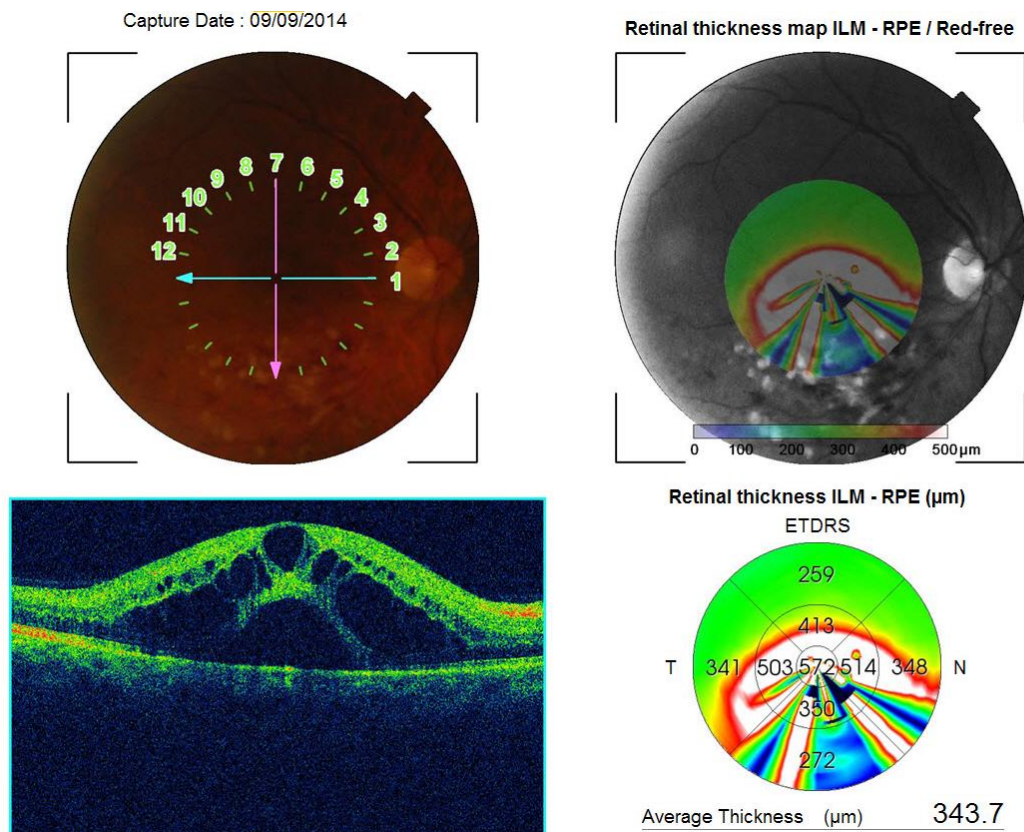 Capture Date : 09/09/2014
Retinal thickness map ILM - RPE / Red-free
7
8 6
9 5
10 4
11 3
12 2
1
0 100 200 300 400 500µm
Retinal thickness ILM - RPE (µm)
ETDRS
259
413
T 341 503 572 514 348 N
350
272
Average Thickness (µm) 343.7